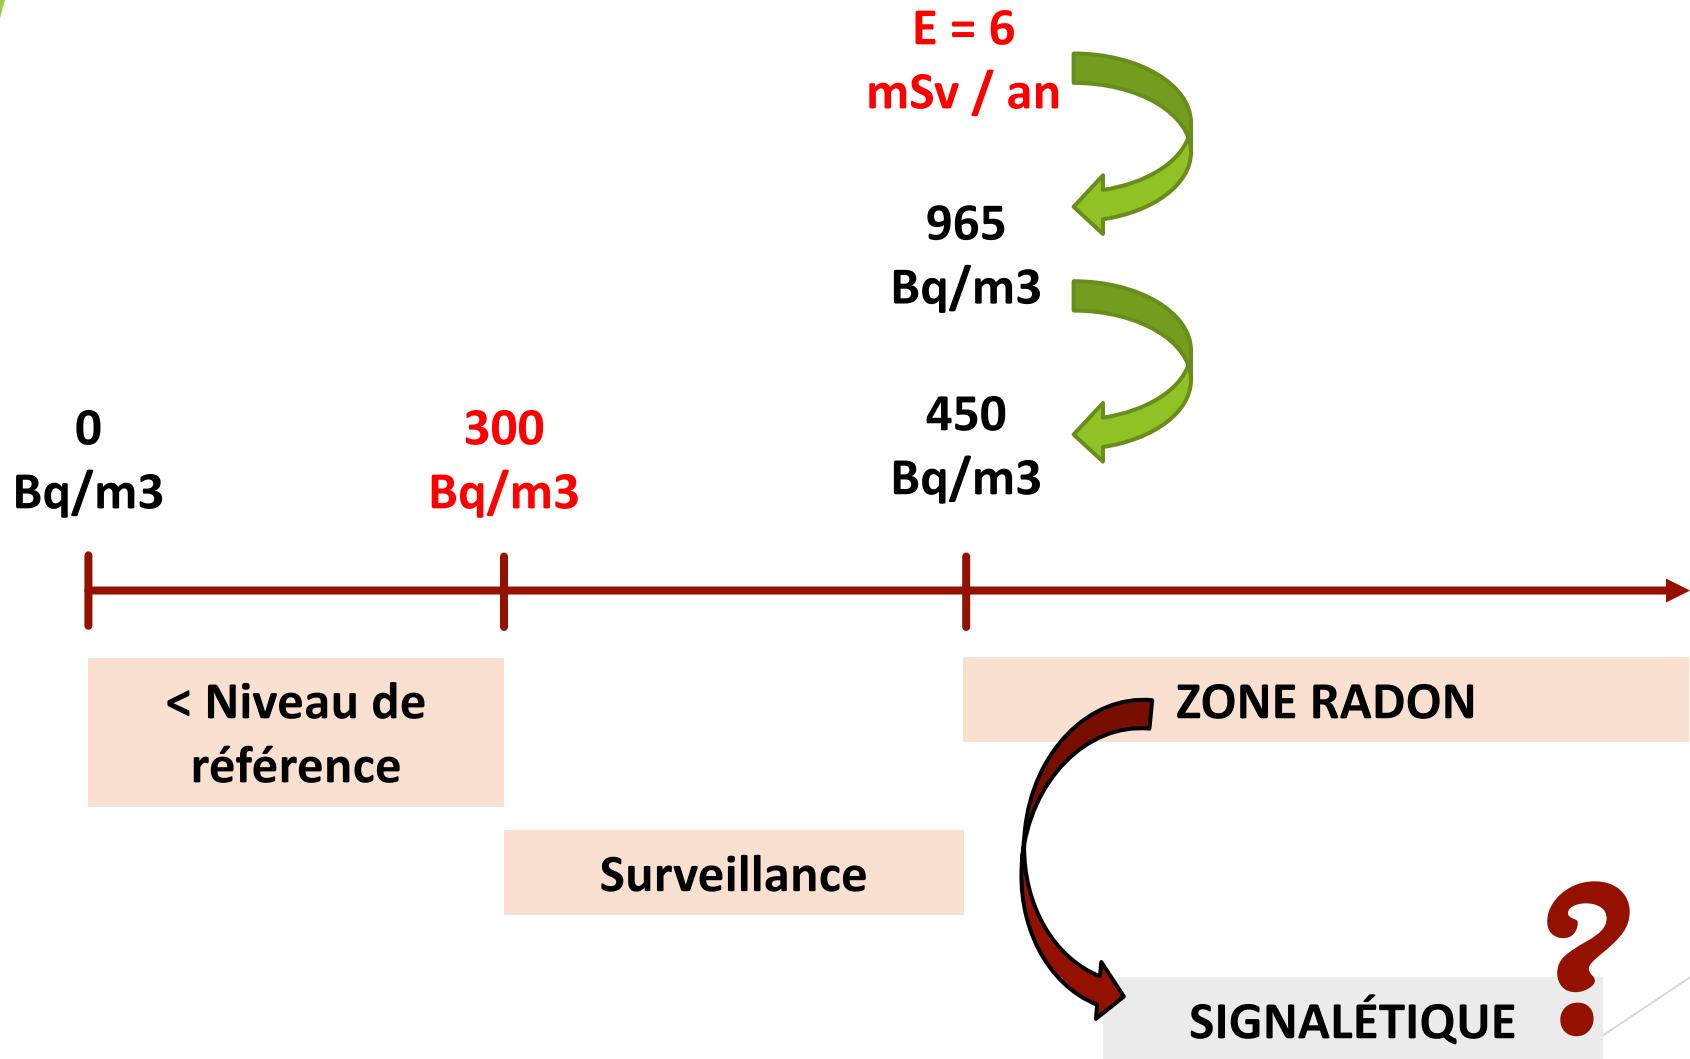 E = 6
mSv / an
965
Bq/m3
450
Bq/m3
0
Bq/m3
300
Bq/m3
< Niveau de
référence
ZONE RADON
Surveillance
SIGNALÉTIQUE
?